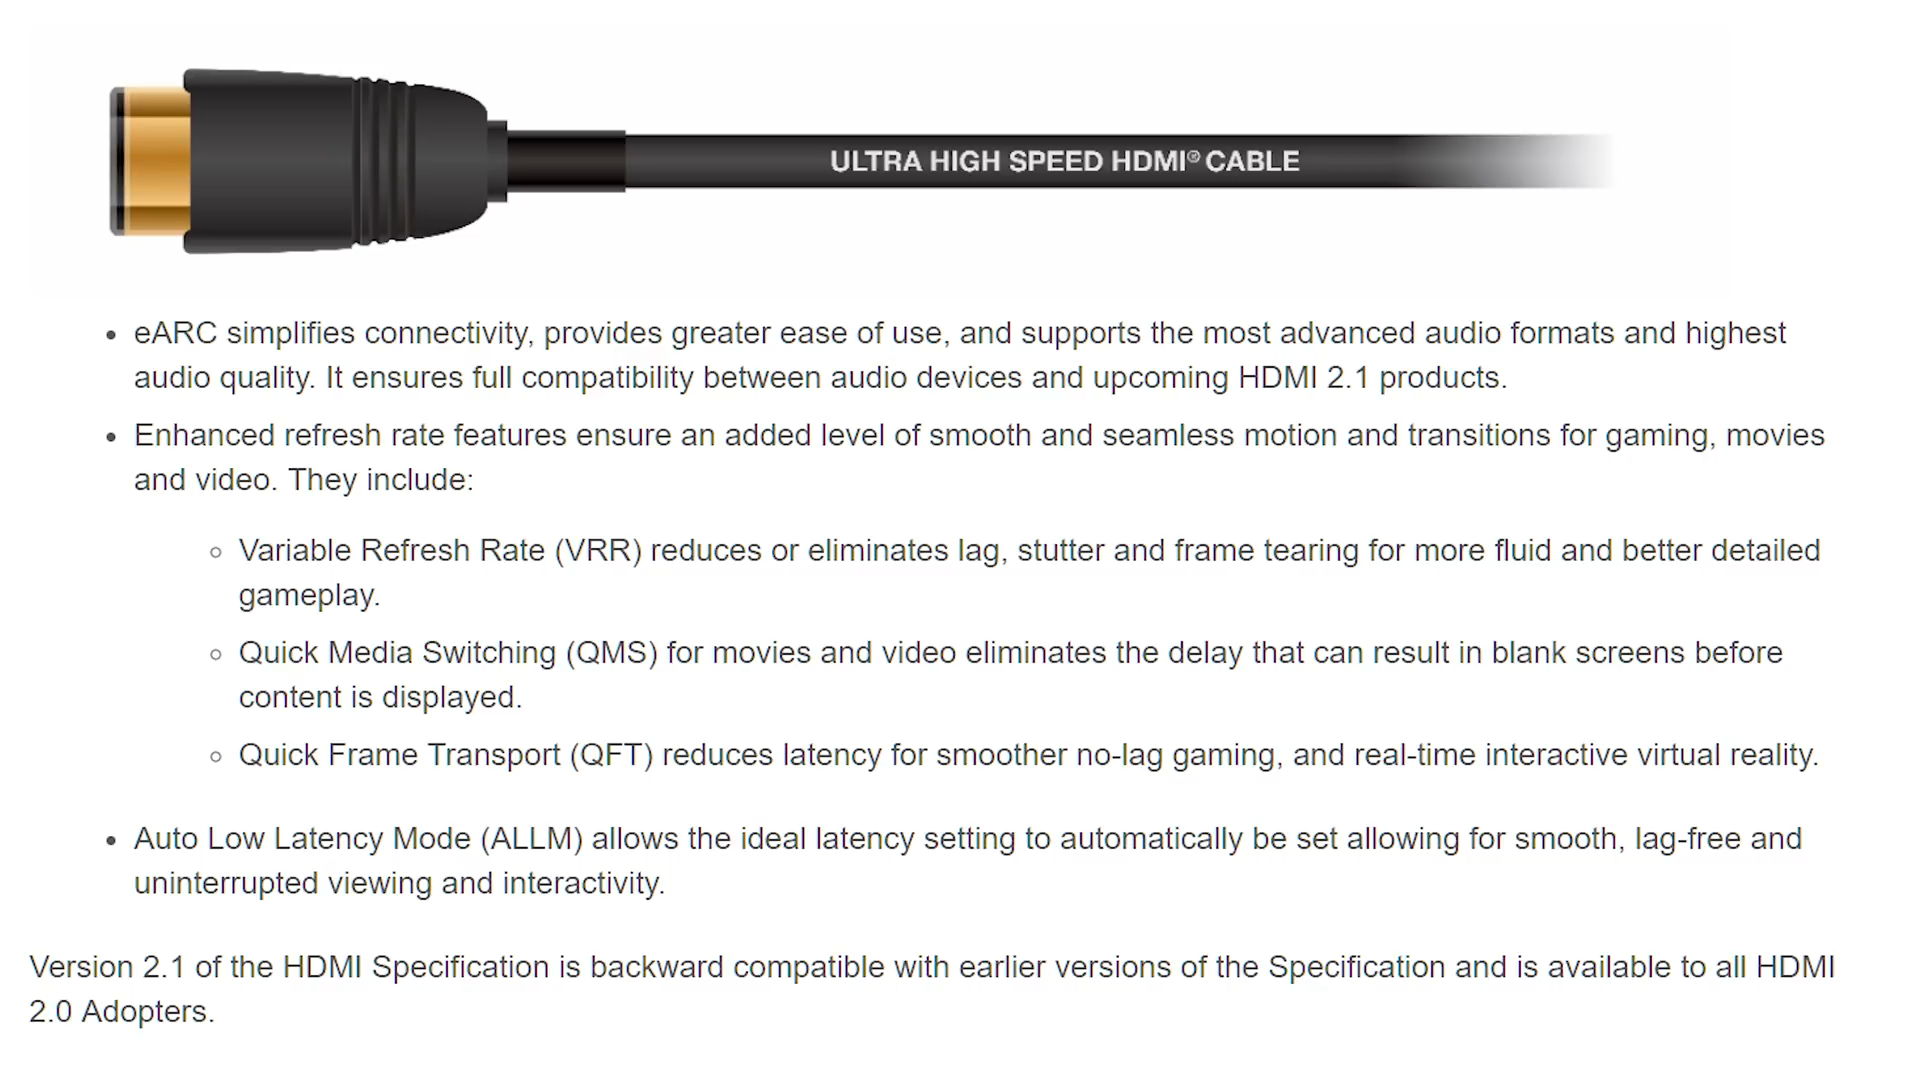 ULTRA HIGH SPEED HDMI® CABLE
• eARC simplifies connectivity, provides greater ease of use, and supports the most advanced audio formats and highest
audio quality. It ensures full compatibility between audio devices and upcoming HDMI 2.1 products.
• Enhanced refresh rate features ensure an added level of smooth and seamless motion and transitions for gaming, movies
and video. They include:
◦ Variable Refresh Rate (VRR) reduces or eliminates lag, stutter and frame tearing for more fluid and better detailed
gameplay.
◦ Quick Media Switching (QMS) for movies and video eliminates the delay that can result in blank screens before
content is displayed.
◦ Quick Frame Transport (QFT) reduces latency for smoother no-lag gaming, and real-time interactive virtual reality.
• Auto Low Latency Mode (ALLM) allows the ideal latency setting to automatically be set allowing for smooth, lag-free and
uninterrupted viewing and interactivity.
Version 2.1 of the HDMI Specification is backward compatible with earlier versions of the Specification and is available to all HDMI
2.0 Adopters.